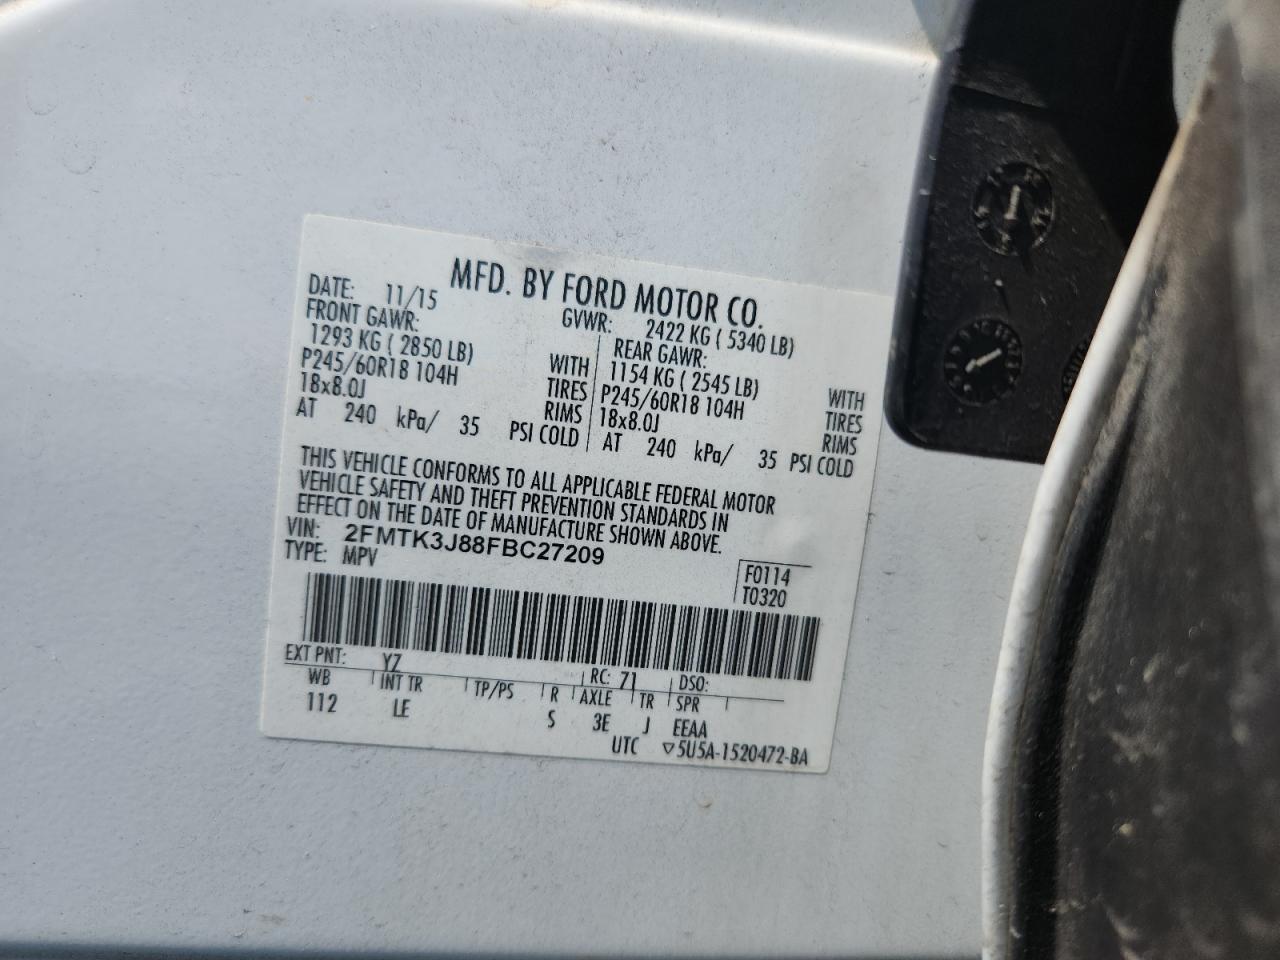 MFD. BY FORD MOTOR CO.
DATE: 11/15 GVWR: 2422 KG ( 5340 LB)
FRONT GAWR: REAR GAWR:
1293 KG ( 2850 LB) WITH 1154 KG ( 2545 LB) WITH
P245/60R18 104H TIRES P245/60R18 104H TIRES
18x8.0J RIMS 18x8.0J RIMS
AT 240 kPa/ 35 PSI COLD AT 240 kPa/ 35 PSI COLD
THIS VEHICLE CONFORMS TO ALL APPLICABLE FEDERAL MOTOR
VEHICLE SAFETY AND THEFT PREVENTION STANDARDS IN
EFFECT ON THE DATE OF MANUFACTURE SHOWN ABOVE.
VIN: 2FMTK3J88FBC27209
TYPE: MPV
F0114
T0320
EXT PNT: YZ RC: 71 DSO:
WB INT TR TP/PS R AXLE TR SPR
112 LE S 3E J EEAA
UTC ▽5U5A-1520472-BA